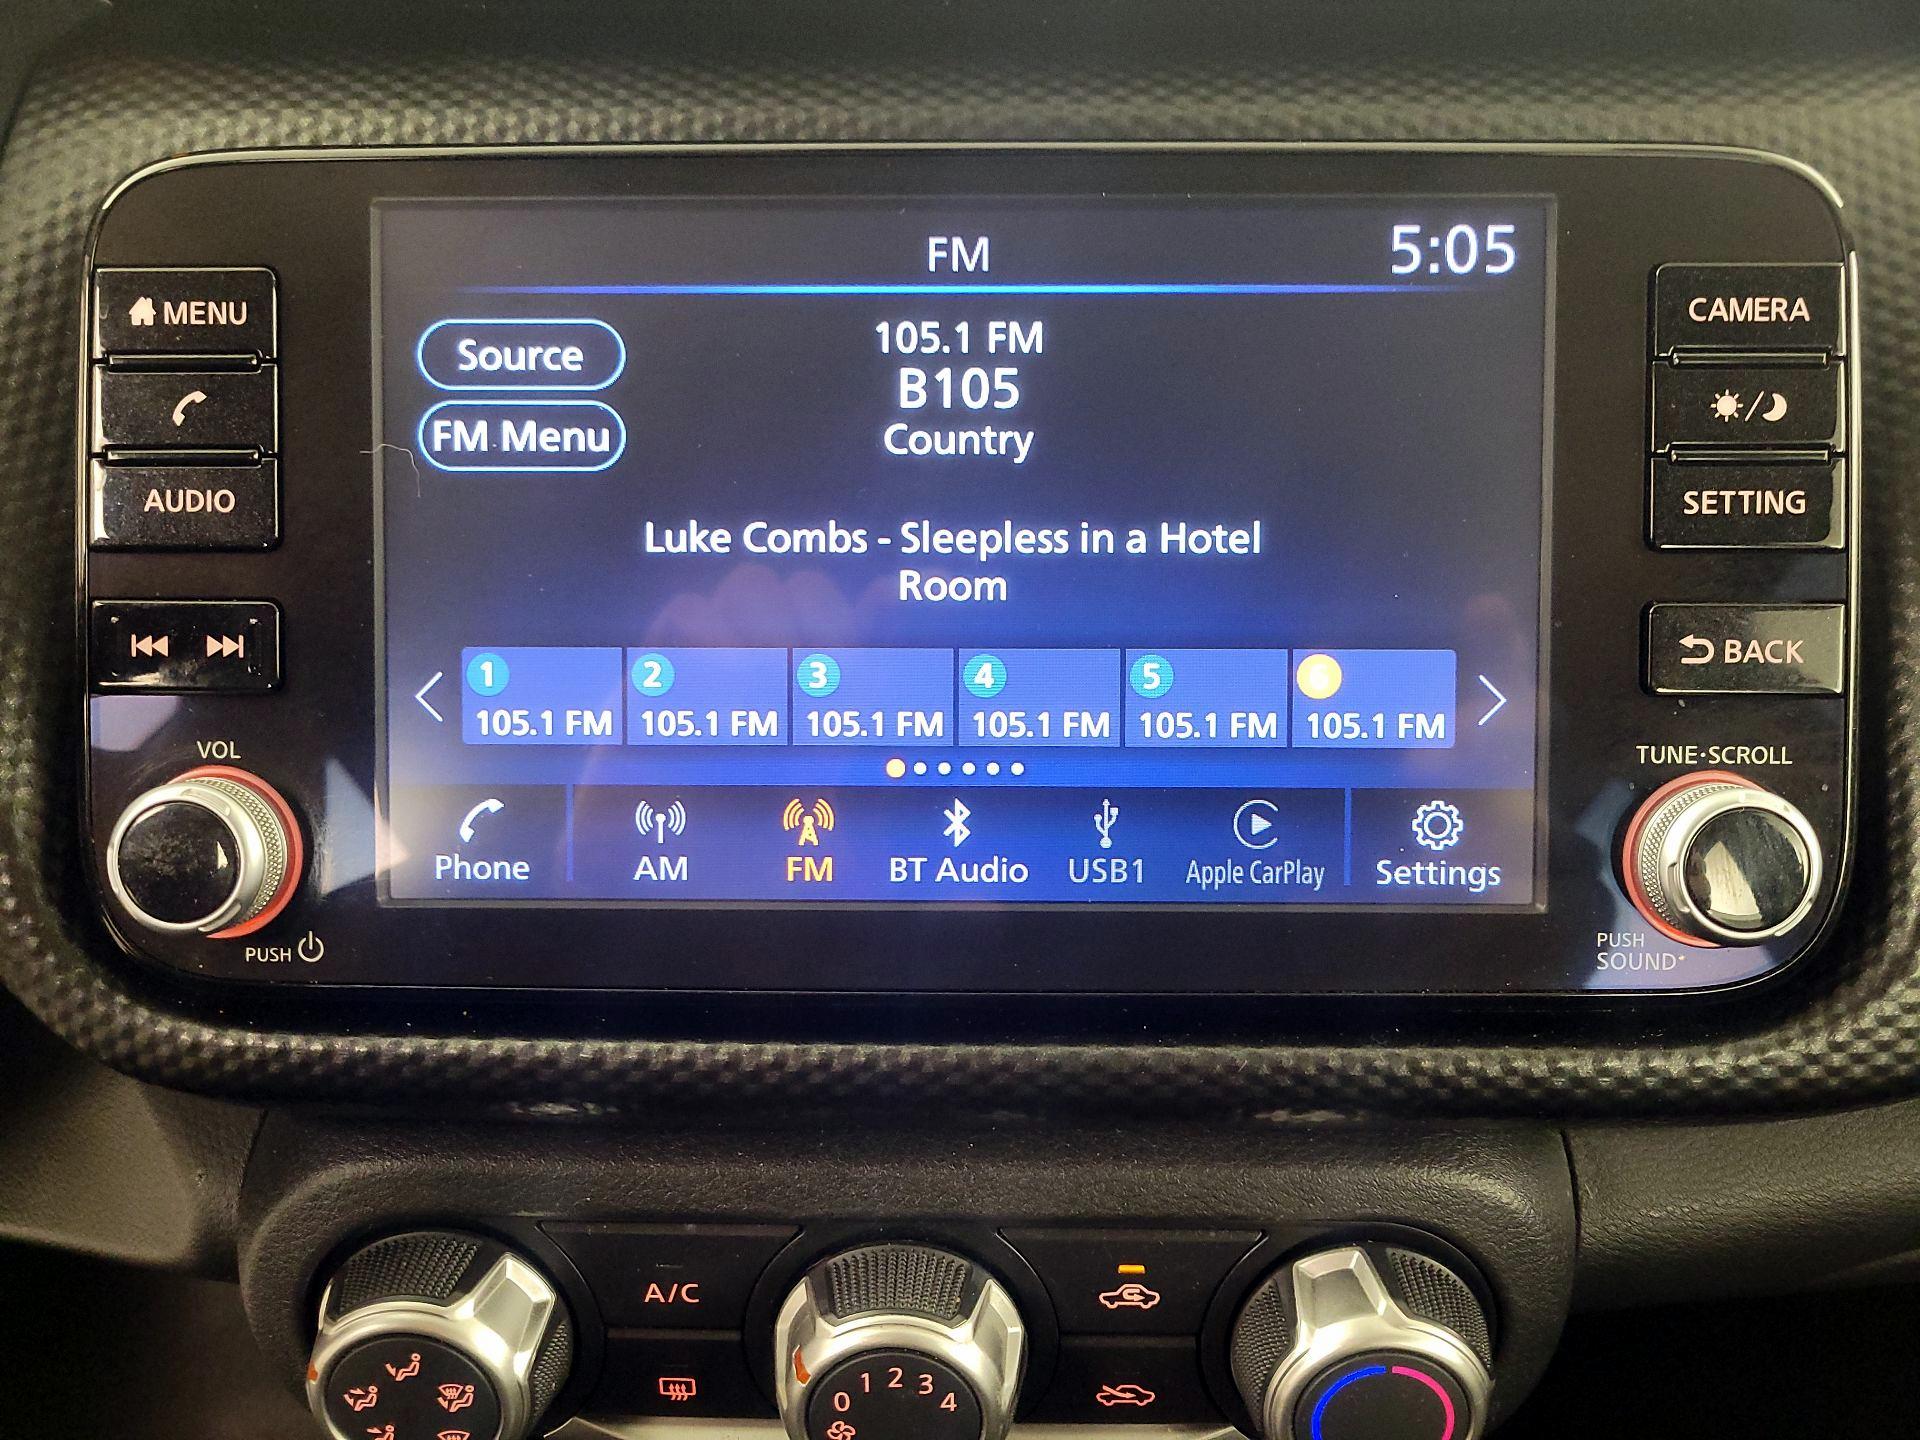 FM
5:05
MENU
AUDIO
VOL
PUSH
Source
FM Menu
105.1 FM
B105
Country
Luke Combs - Sleepless in a Hotel
Room
1
2
3
4
5
6
105.1 FM
105.1 FM
105.1 FM
105.1 FM
105.1 FM
105.1 FM
Phone
AM
FM
BT Audio
USB1
Apple CarPlay
Settings
CAMERA
SETTING
BACK
TUNE•SCROLL
PUSH
SOUND
A/C
0 1 2 3 4